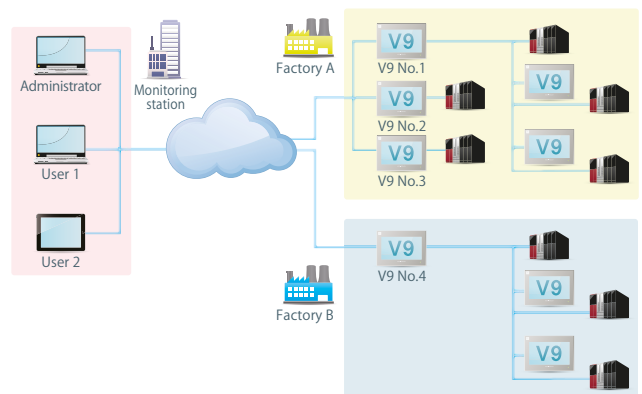 Administrator
User 1
User 2
Monitoring
station
Factory A
V9
V9 No.1
V9
V9 No.2
V9
V9 No.3
V9
V9
Factory B
V9
V9 No.4
V9
V9